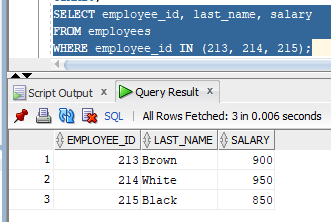 SELECT employee_id, last_name, salary
FROM employees
WHERE employee_id IN (213, 214, 215);
Script Output × Query Result ×
SQL | All Rows Fetched: 3 in 0.006 seconds
EMPLOYEE_ID LAST_NAME SALARY
1 213 Brown 900
2 214 White 950
3 215 Black 850